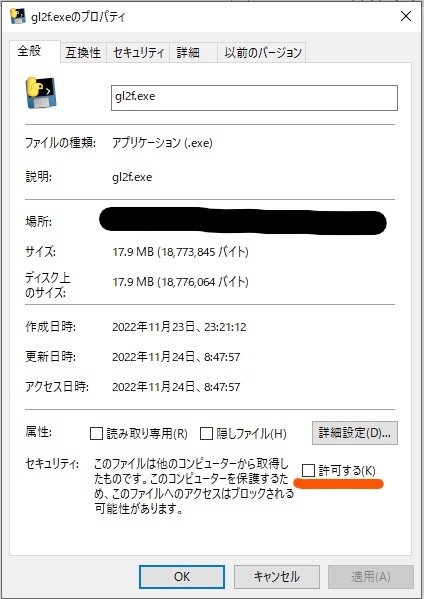 gl2f.exeのプロパティ
全般 互換性 セキュリティ 詳細 以前のバージョン
gl2f.exe
ファイルの種類: アプリケーション (.exe)
説明: gl2f.exe
場所:
サイズ: 17.9 MB (18,773,845 バイト)
ディスク上
のサイズ: 17.9 MB (18,776,064 バイト)
作成日時: 2022年11月23日、23:21:12
更新日時: 2022年11月24日、8:47:57
アクセス日時: 2022年11月24日、8:47:57
属性: 読み取り専用(R) 隠しファイル(H) 詳細設定(D)...
セキュリティ: このファイルは他のコンピューターから取得し
たものです。このコンピューターを保護するた
め、このファイルへのアクセスはブロックされる
可能性があります。
許可する(K)
OK キャンセル 適用(A)